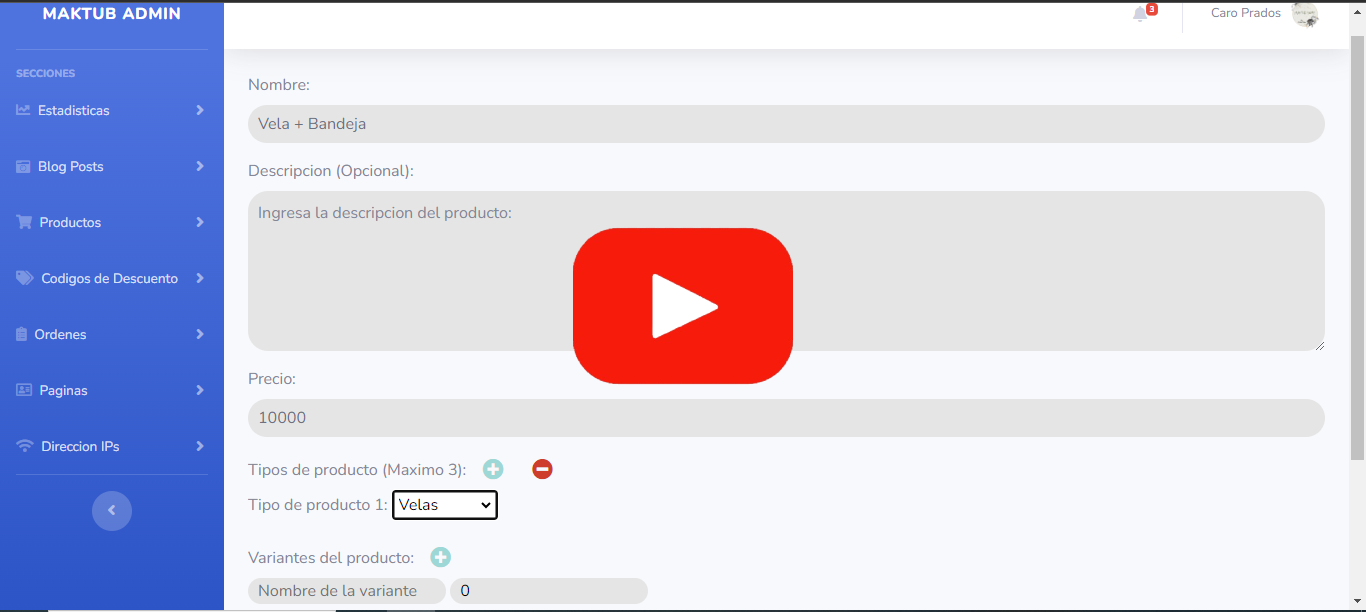 MAKTUB ADMIN
3
Caro Prados
SECCIONES
Estadisticas
Blog Posts
Productos
Codigos de Descuento
Ordenes
Paginas
Direccion IPs
Nombre:
Vela + Bandeja
Descripcion (Opcional):
Ingresa la descripcion del producto:
Precio:
10000
Tipos de producto (Maximo 3):
Tipo de producto 1: Velas
Variantes del producto:
Nombre de la variante 0